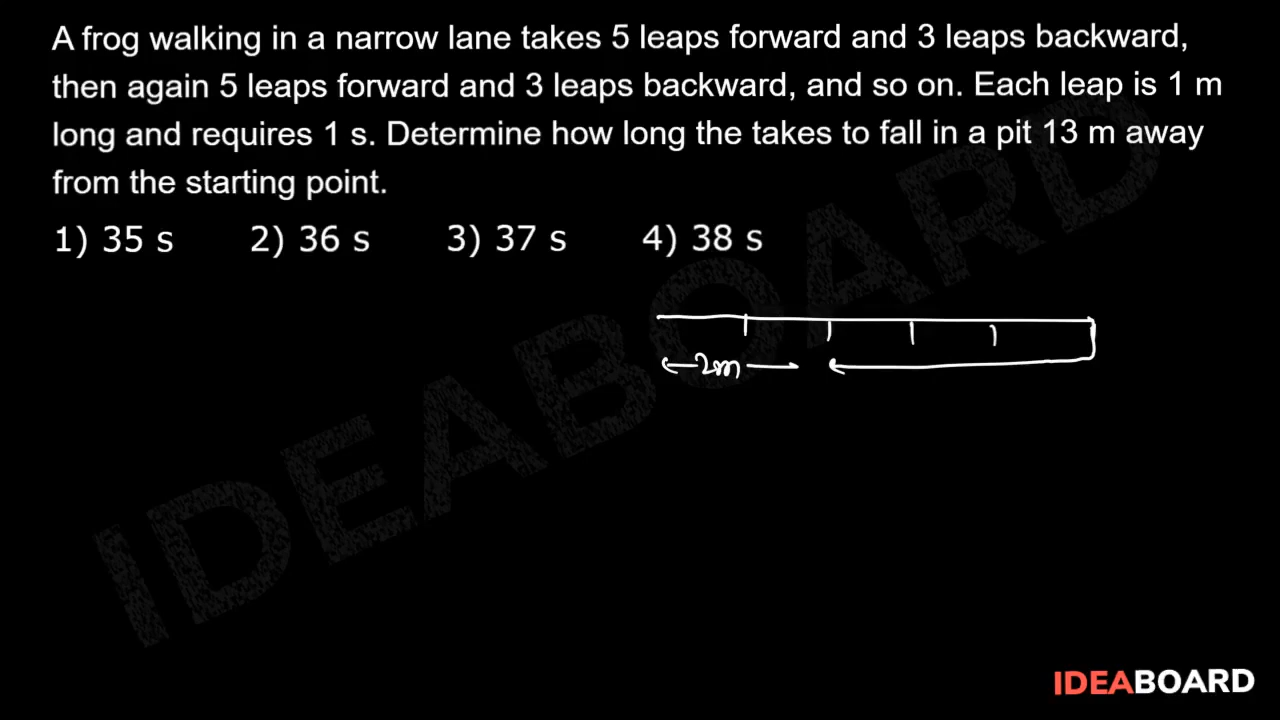 A frog walking in a narrow lane takes 5 leaps forward and 3 leaps backward,
then again 5 leaps forward and 3 leaps backward, and so on. Each leap is 1 m
long and requires 1 s. Determine how long the takes to fall in a pit 13 m away
from the starting point.
1) 35 s 2) 36 s 3) 37 s 4) 38 s
2m
IDEABOARD
IDEABOARD